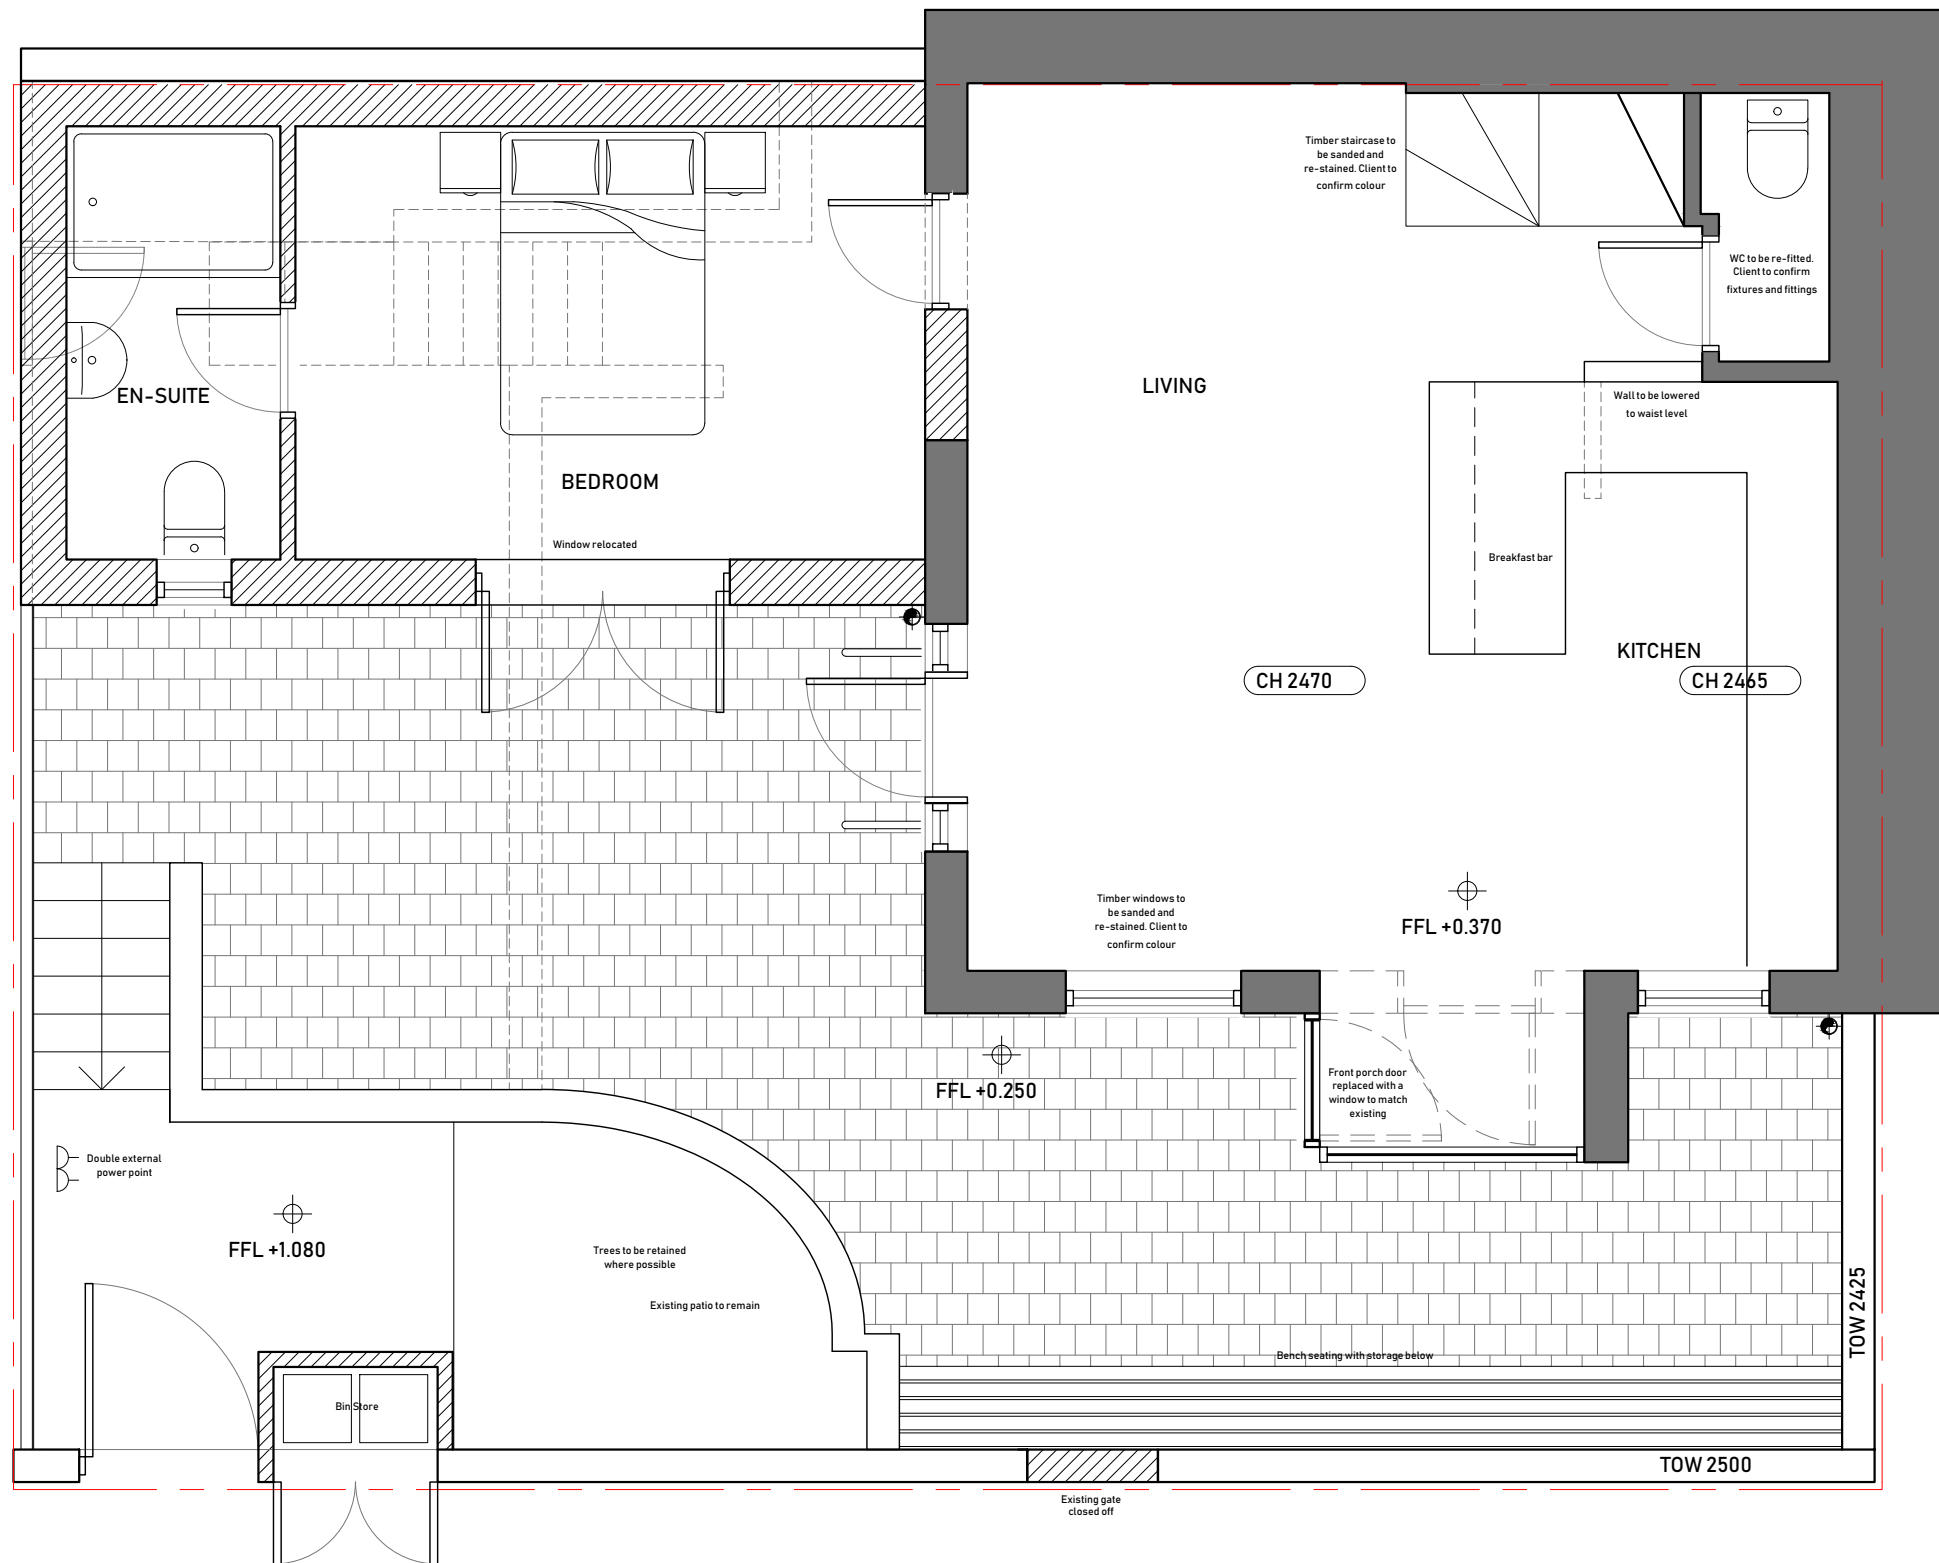 Timber staircase to
be sanded and
re-stained. Client to
confirm colour
WC to be re-fitted.
Client to confirm
fixtures and fittings
EN-SUITE
LIVING
Wall to be lowered
to waist level
BEDROOM
Window relocated
Breakfast bar
KITCHEN
CH 2470
CH 2465
Timber windows to
be sanded and
re-stained. Client to
confirm colour
FFL +0.370
FFL +0.250
Front porch door
replaced with a
window to match
existing
Double external
power point
FFL +1.080
Trees to be retained
where possible
Existing patio to remain
TOW 2425
Bench seating with storage below
Bin Store
TOW 2500
Existing gate
closed off